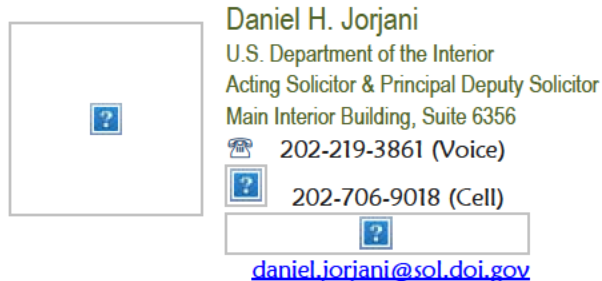 Daniel H. Jorjani
U.S. Department of the Interior
Acting Solicitor & Principal Deputy Solicitor
Main Interior Building, Suite 6356
☏ 202-219-3861 (Voice)
202-706-9018 (Cell)
daniel.jorjani@sol.doi.gov